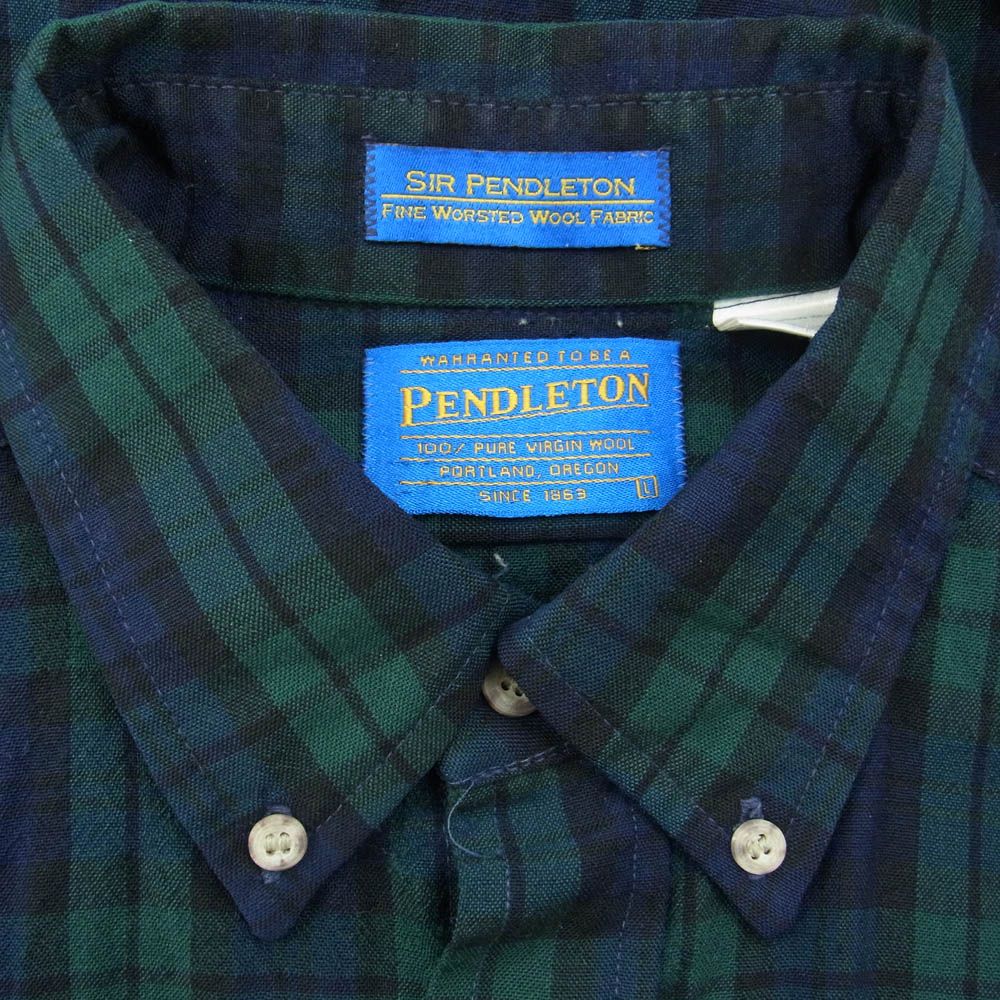 SIR PENDLETON
FINE WORSTED WOOL FABRIC
WARRANTED TO BE A
PENDLETON
100% PURE VIRGIN WOOL
PORTLAND, OREGON
SINCE 1863 L